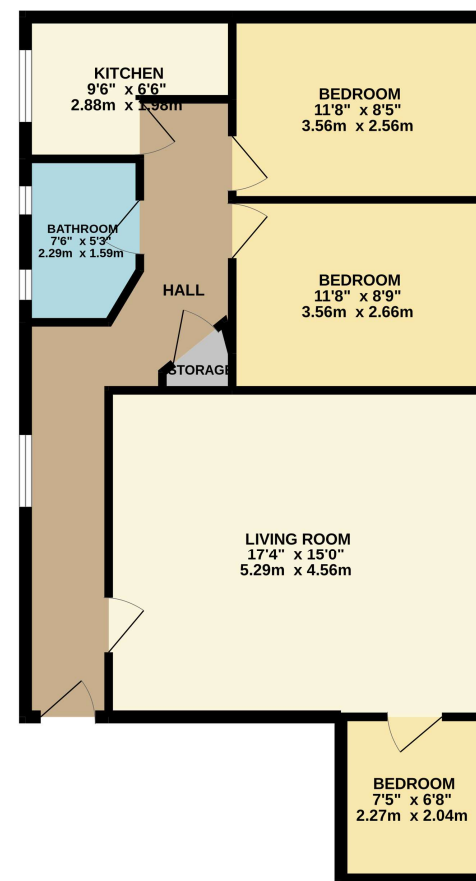 KITCHEN
9'6" x 6'6"
2.88m x 1.98m
BEDROOM
11'8" x 8'5"
3.56m x 2.56m
BATHROOM
7'6" x 5'3"
2.29m x 1.59m
HALL
BEDROOM
11'8" x 8'9"
3.56m x 2.66m
STORAGE
LIVING ROOM
17'4" x 15'0"
5.29m x 4.56m
BEDROOM
7'5" x 6'8"
2.27m x 2.04m